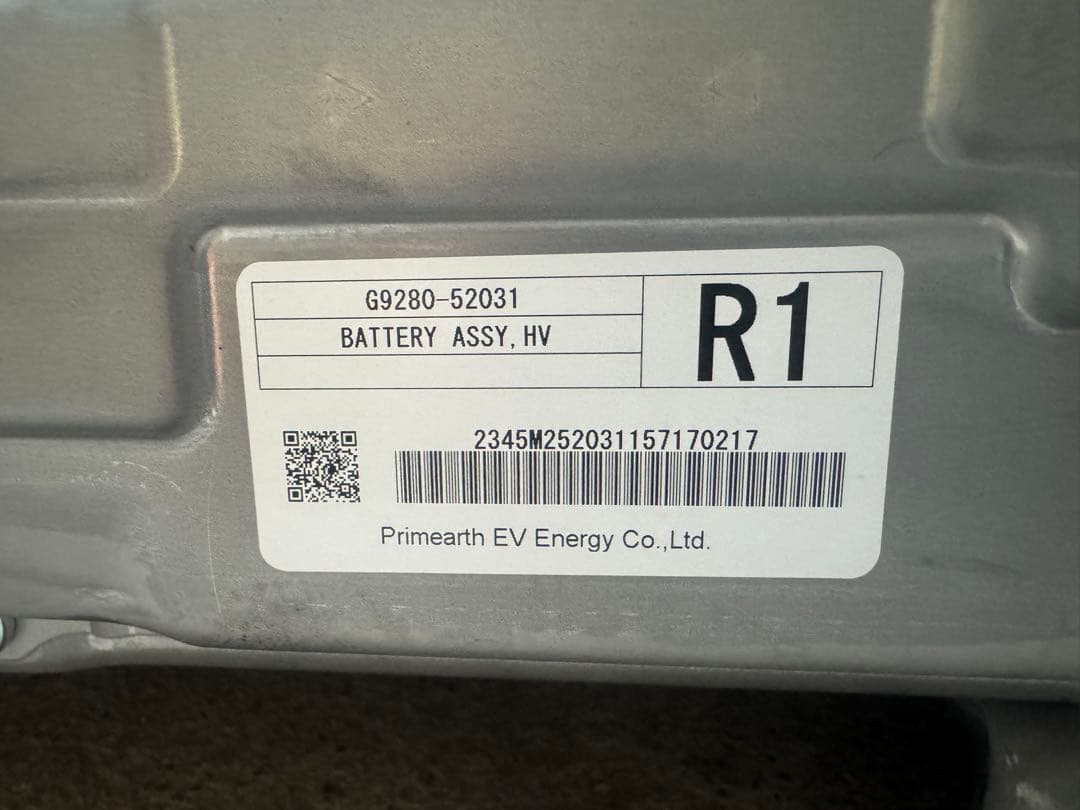 G9280-52031
BATTERY ASSY,HV
R1
2345M252031157170217
Primearth EV Energy Co.,Ltd.